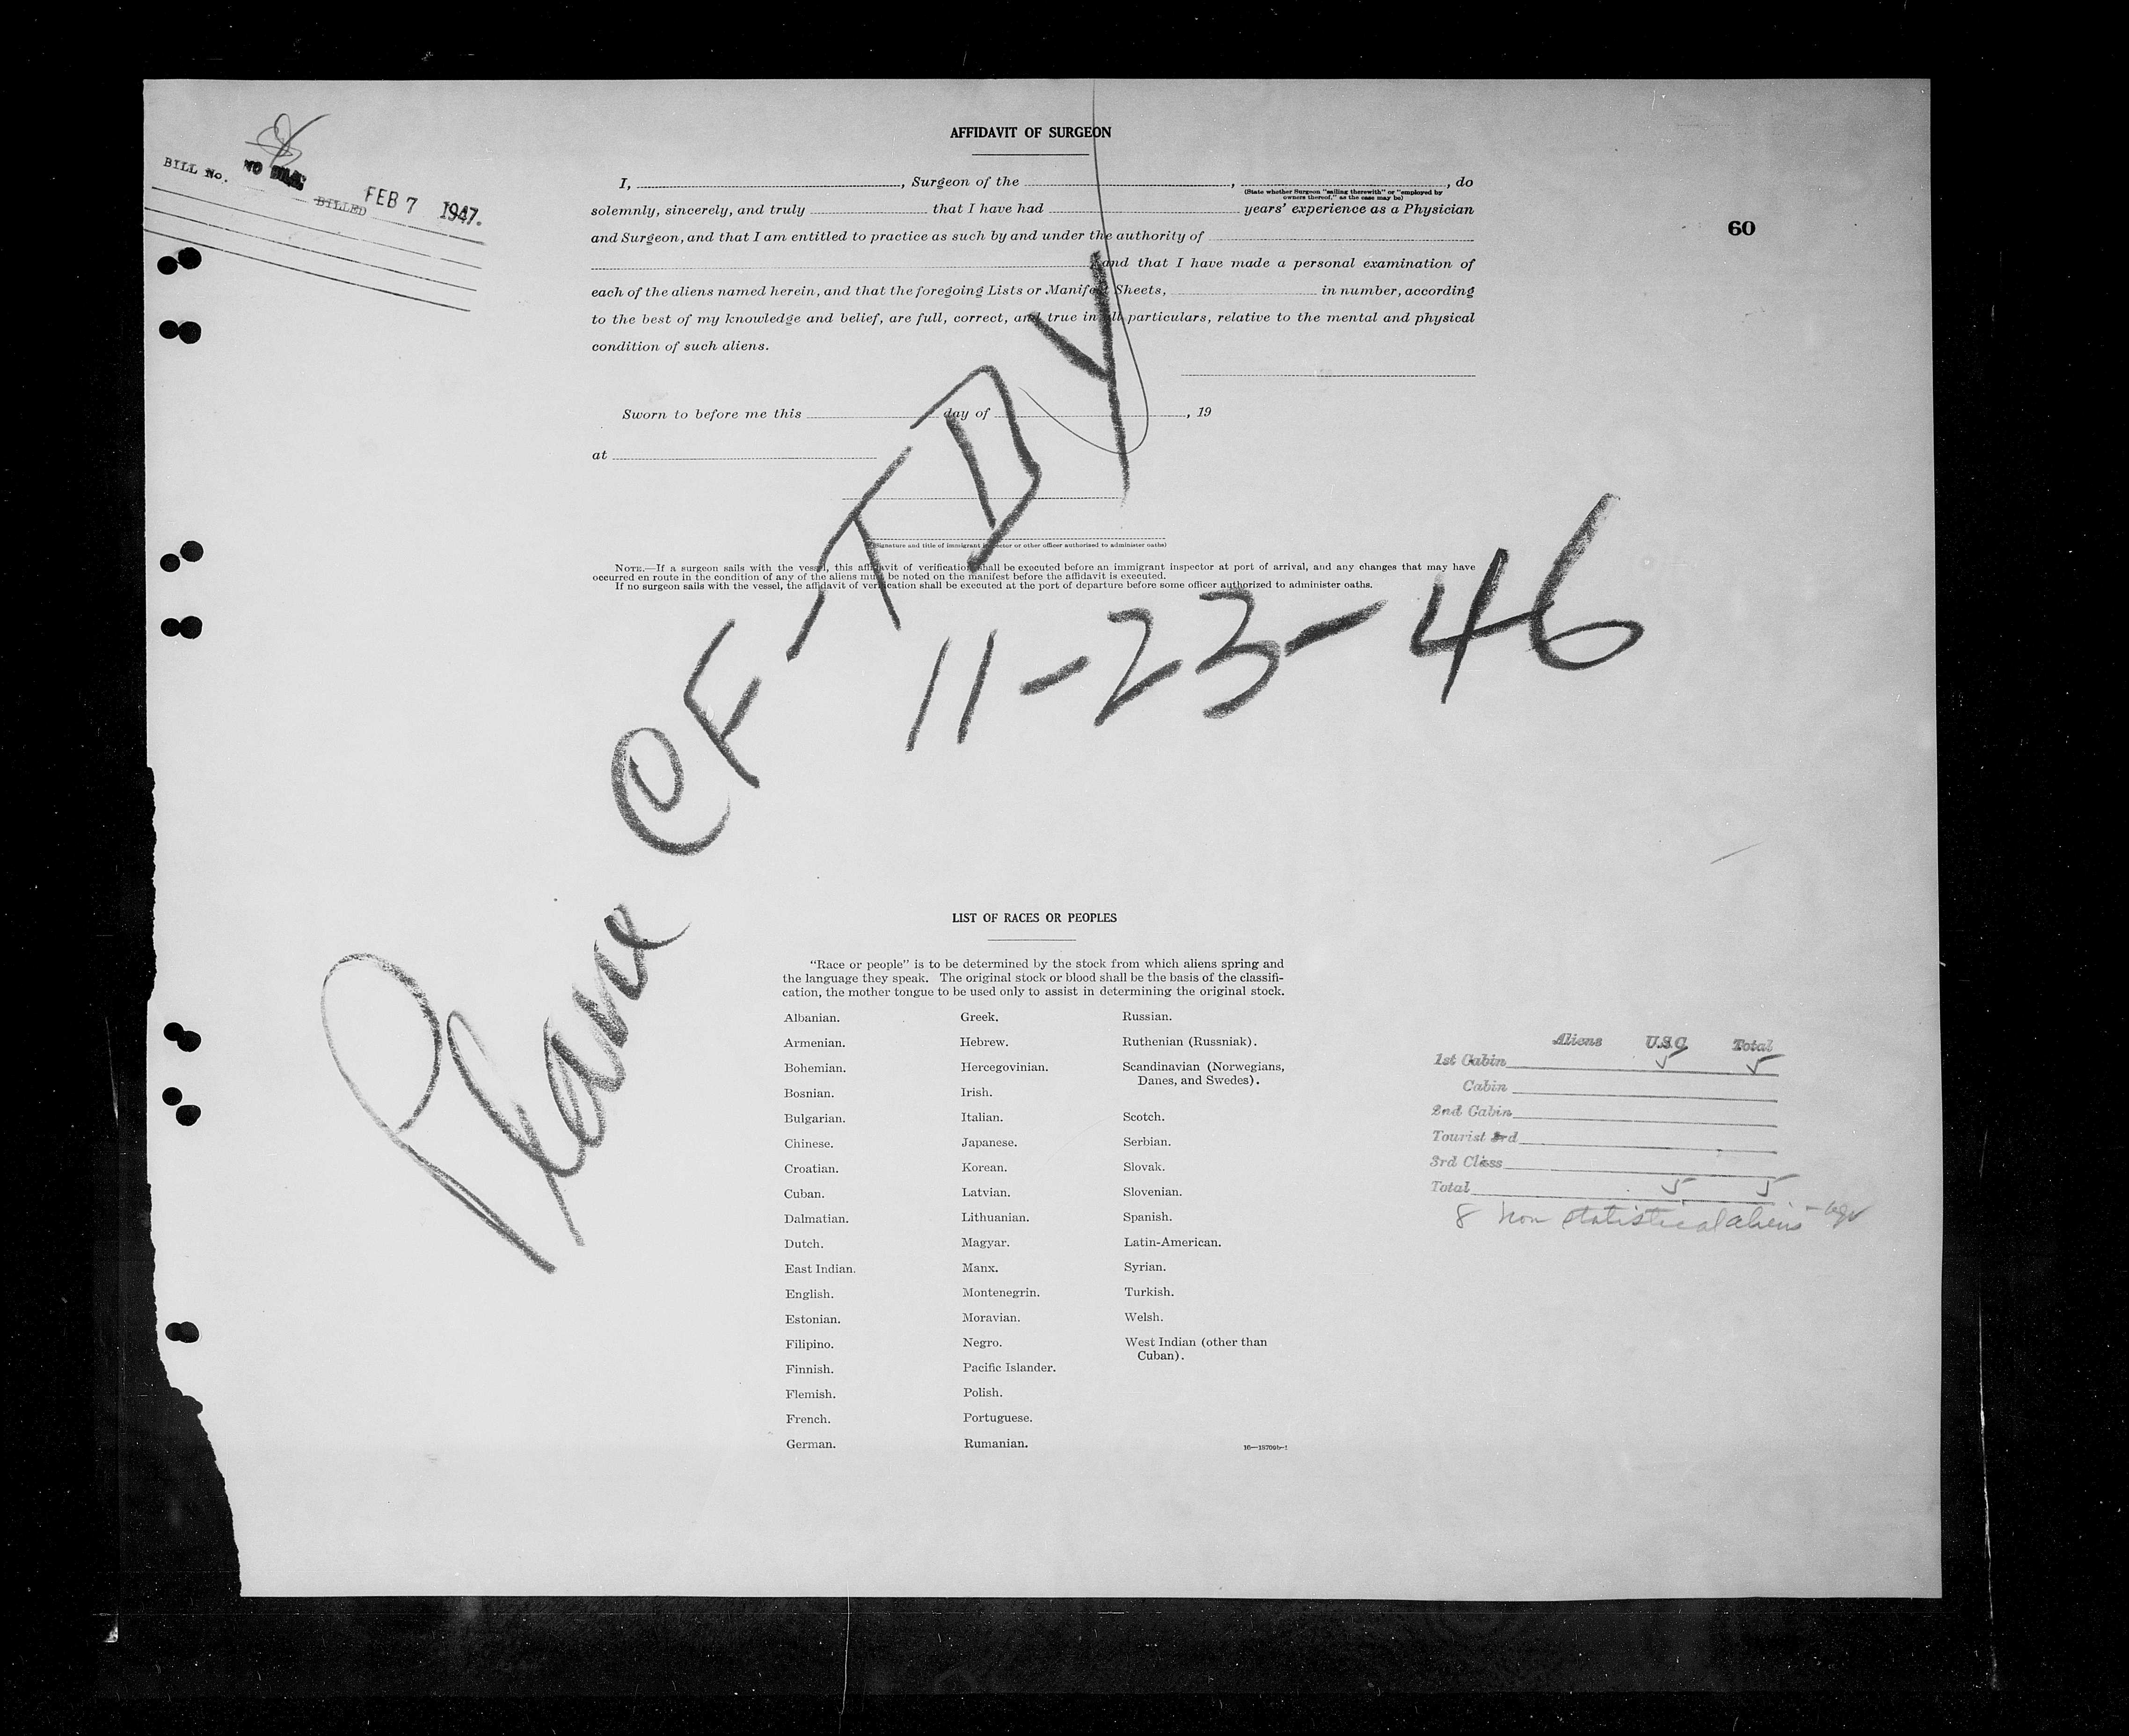 AFFIDAVIT OF SURGEON
BILL No. NO BILL
BILLED FEB 7 1947.
60
I, , Surgeon of the , , do
(State whether Surgeon "sailing therewith" or "employed by
owners thereof," as the case may be)
solemnly, sincerely, and truly that I have had years' experience as a Physician
and Surgeon, and that I am entitled to practice as such by and under the authority of
and that I have made a personal examination of
each of the aliens named herein, and that the foregoing Lists or Manifest Sheets, in number, according
to the best of my knowledge and belief, are full, correct, and true in all particulars, relative to the mental and physical
condition of such aliens.
Sworn to before me this day of , 19
at
(Signature and title of immigrant inspector or other officer authorized to administer oaths)
NOTE.—If a surgeon sails with the vessel, this affidavit of verification shall be executed before an immigrant inspector at port of arrival, and any changes that may have
occurred en route in the condition of any of the aliens must be noted on the manifest before the affidavit is executed.
If no surgeon sails with the vessel, the affidavit of verification shall be executed at the port of departure before some officer authorized to administer oaths.
Plane CF-TDY
11-23-46
LIST OF RACES OR PEOPLES
"Race or people" is to be determined by the stock from which aliens spring and
the language they speak. The original stock or blood shall be the basis of the classifi-
cation, the mother tongue to be used only to assist in determining the original stock.
Albanian. Greek. Russian.
Armenian. Hebrew. Ruthenian (Russniak).
Bohemian. Hercegovinian. Scandinavian (Norwegians,
Danes, and Swedes).
Bosnian. Irish.
Bulgarian. Italian. Scotch.
Chinese. Japanese. Serbian.
Croatian. Korean. Slovak.
Cuban. Latvian. Slovenian.
Dalmatian. Lithuanian. Spanish.
Dutch. Magyar. Latin-American.
East Indian. Manx. Syrian.
English. Montenegrin. Turkish.
Estonian. Moravian. Welsh.
Filipino. Negro. West Indian (other than
Cuban).
Finnish. Pacific Islander.
Flemish. Polish.
French. Portuguese.
German. Rumanian.
16—18709b-1
Aliens U.S.C. Total
1st Cabin 5 5
Cabin
2nd Cabin
Tourist 3rd
3rd Class
Total 5 5
8 non statistical aliens -